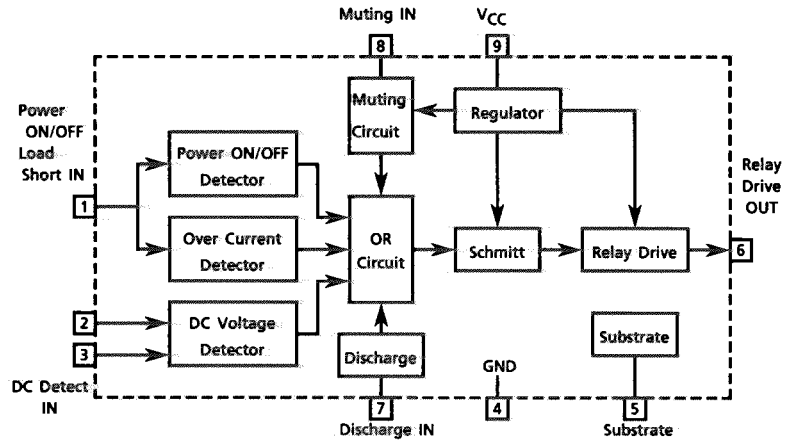 Muting IN
VCC
8
9
Power
ON/OFF
Load
Short IN
Muting
Circuit
Regulator
Power ON/OFF
Detector
Relay
Drive
OUT
1
Over Current
Detector
OR
Circuit
Schmitt
Relay Drive
6
2
3
DC Voltage
Detector
Discharge
Substrate
DC Detect
IN
GND
7
4
5
Discharge IN
Substrate